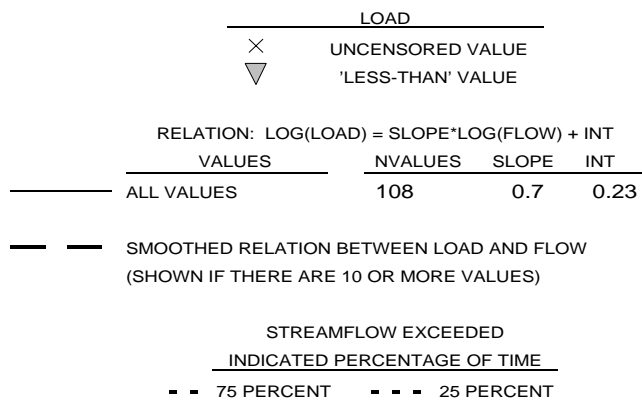 LOAD
UNCENSORED VALUE
'LESS-THAN' VALUE
RELATION: LOG(LOAD) = SLOPE*LOG(FLOW) + INT
VALUES NVALUES SLOPE INT
ALL VALUES 108 0.7 0.23
SMOOTHED RELATION BETWEEN LOAD AND FLOW
(SHOWN IF THERE ARE 10 OR MORE VALUES)
STREAMFLOW EXCEEDED
INDICATED PERCENTAGE OF TIME
75 PERCENT 25 PERCENT